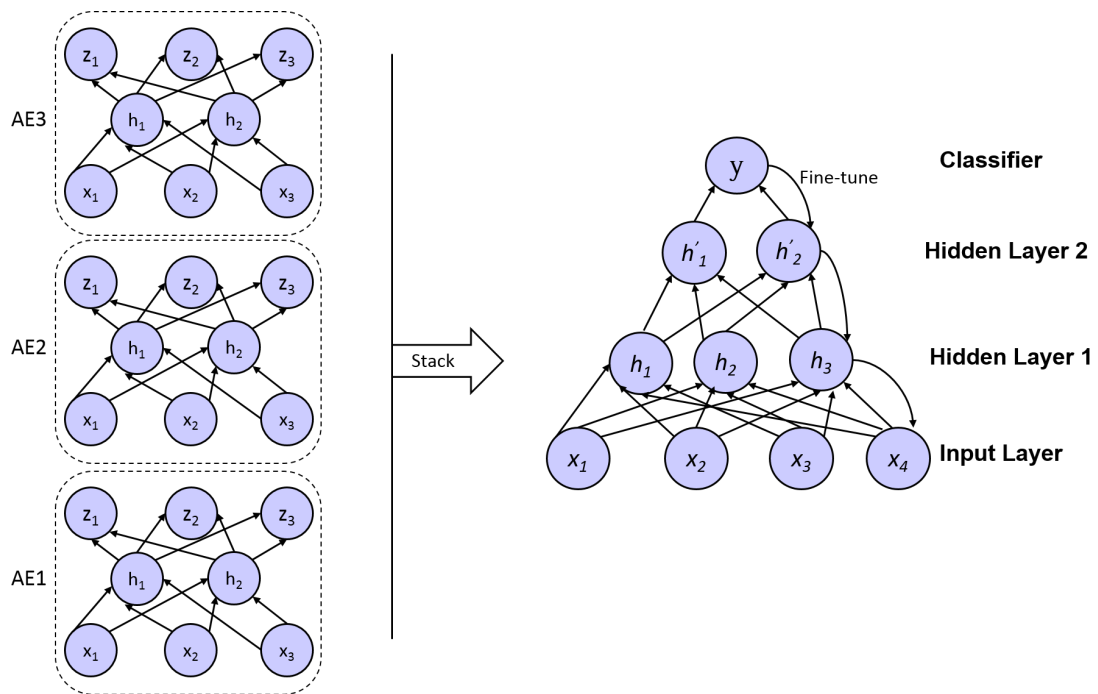 z₁ z₂ z₃
AE3
h₁ h₂
x₁ x₂ x₃
z₁ z₂ z₃
AE2
h₁ h₂
x₁ x₂ x₃
z₁ z₂ z₃
AE1
h₁ h₂
x₁ x₂ x₃
Stack
y
Classifier
Fine-tune
h′₁ h′₂
Hidden Layer 2
h₁ h₂ h₃
Hidden Layer 1
x₁ x₂ x₃ x₄
Input Layer